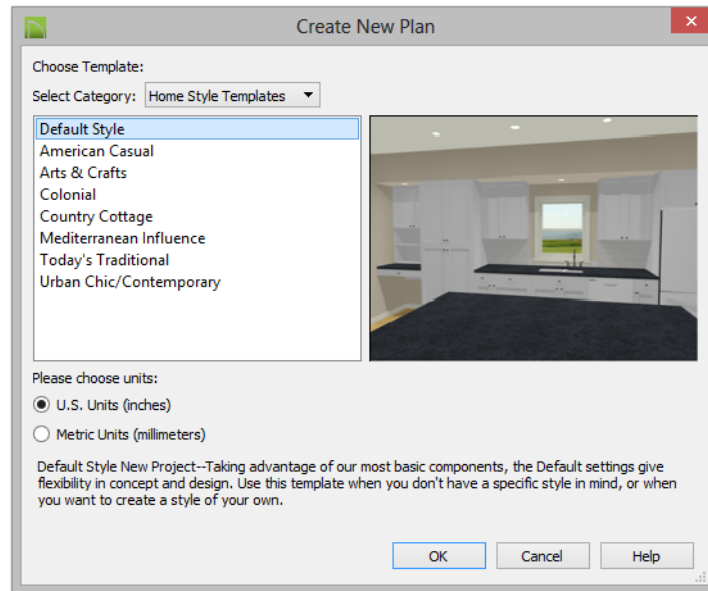 Create New Plan
Choose Template:
Select Category: Home Style Templates
Default Style
American Casual
Arts & Crafts
Colonial
Country Cottage
Mediterranean Influence
Today's Traditional
Urban Chic/Contemporary
Please choose units:
U.S. Units (inches)
Metric Units (millimeters)
Default Style New Project--Taking advantage of our most basic components, the Default settings give
flexibility in concept and design. Use this template when you don't have a specific style in mind, or when
you want to create a style of your own.
OK Cancel Help